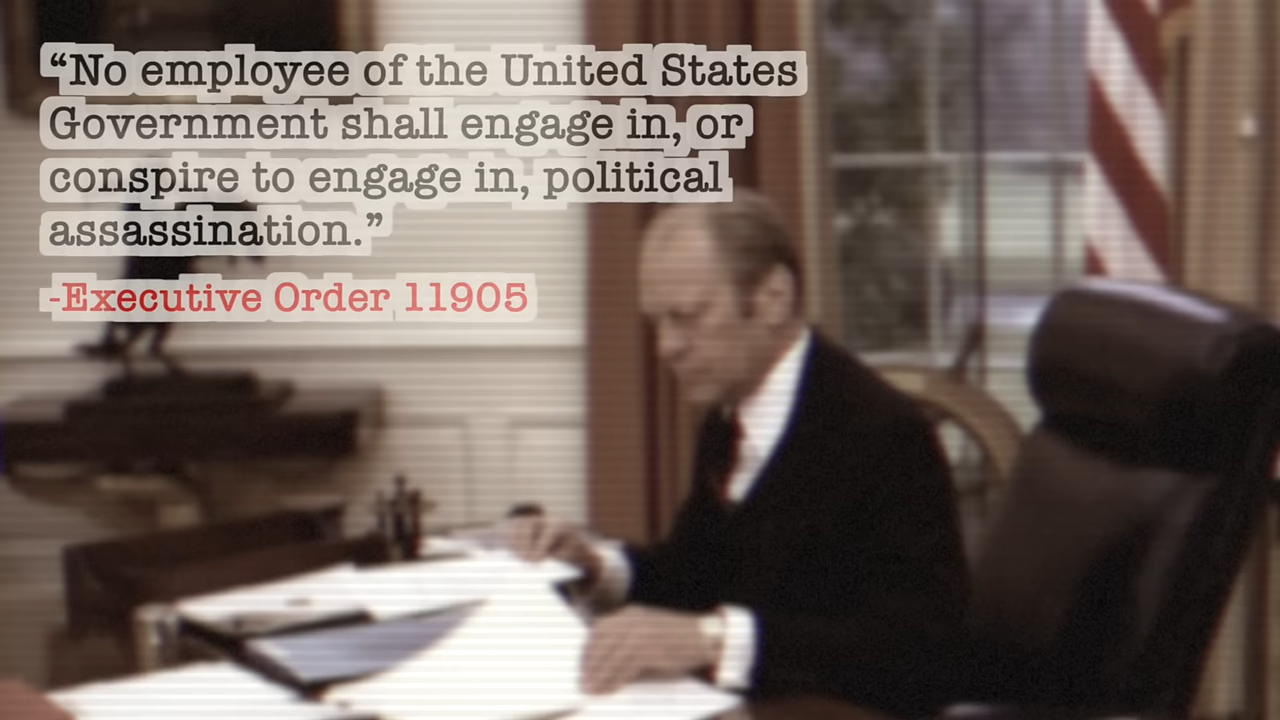 “No employee of the United States
Government shall engage in, or
conspire to engage in, political
assassination.”
-Executive Order 11905